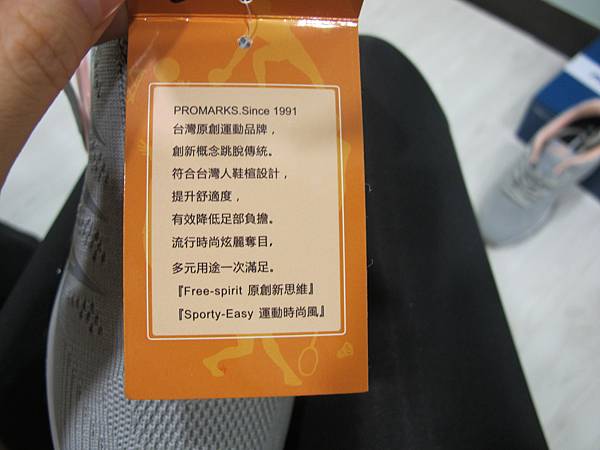 PROMARKS.Since 1991
台灣原創運動品牌，
創新概念跳脫傳統。
符合台灣人鞋楦設計，
提升舒適度，
有效降低足部負擔。
流行時尚炫麗奪目，
多元用途一次滿足。
『Free-spirit 原創新思維』
『Sporty-Easy 運動時尚風』